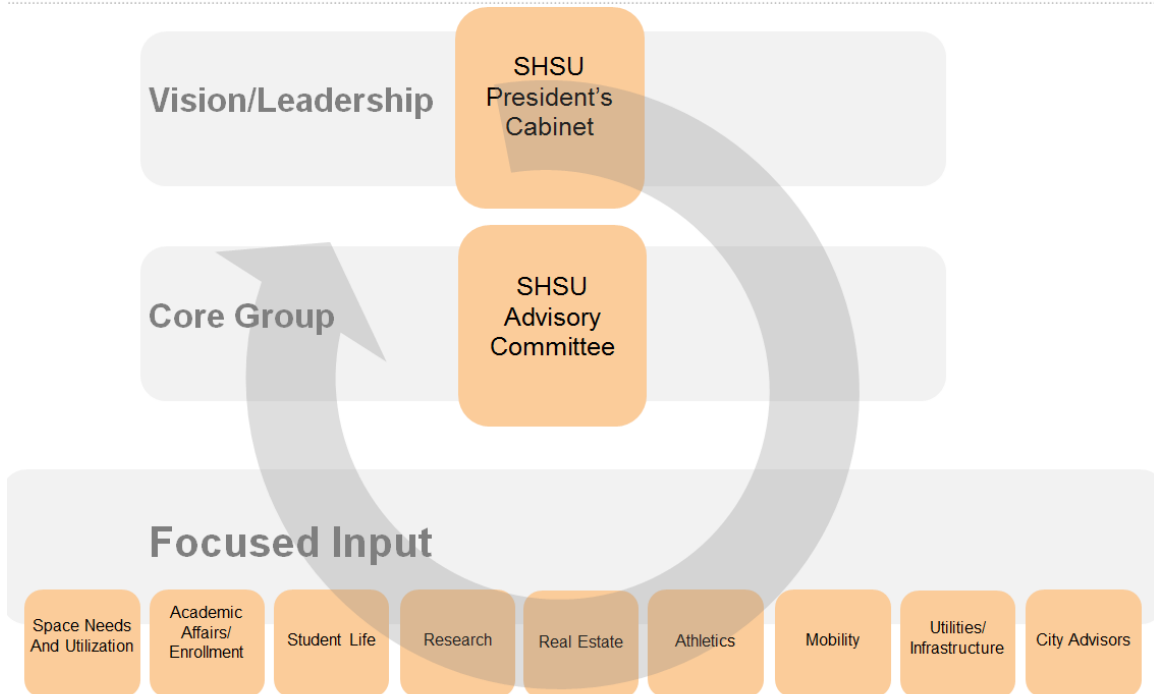 Vision/Leadership
SHSU
President's
Cabinet
Core Group
SHSU
Advisory
Committee
Focused Input
Space Needs
And Utilization
Academic
Affairs/
Enrollment
Student Life
Research
Real Estate
Athletics
Mobility
Utilities/
Infrastructure
City Advisors